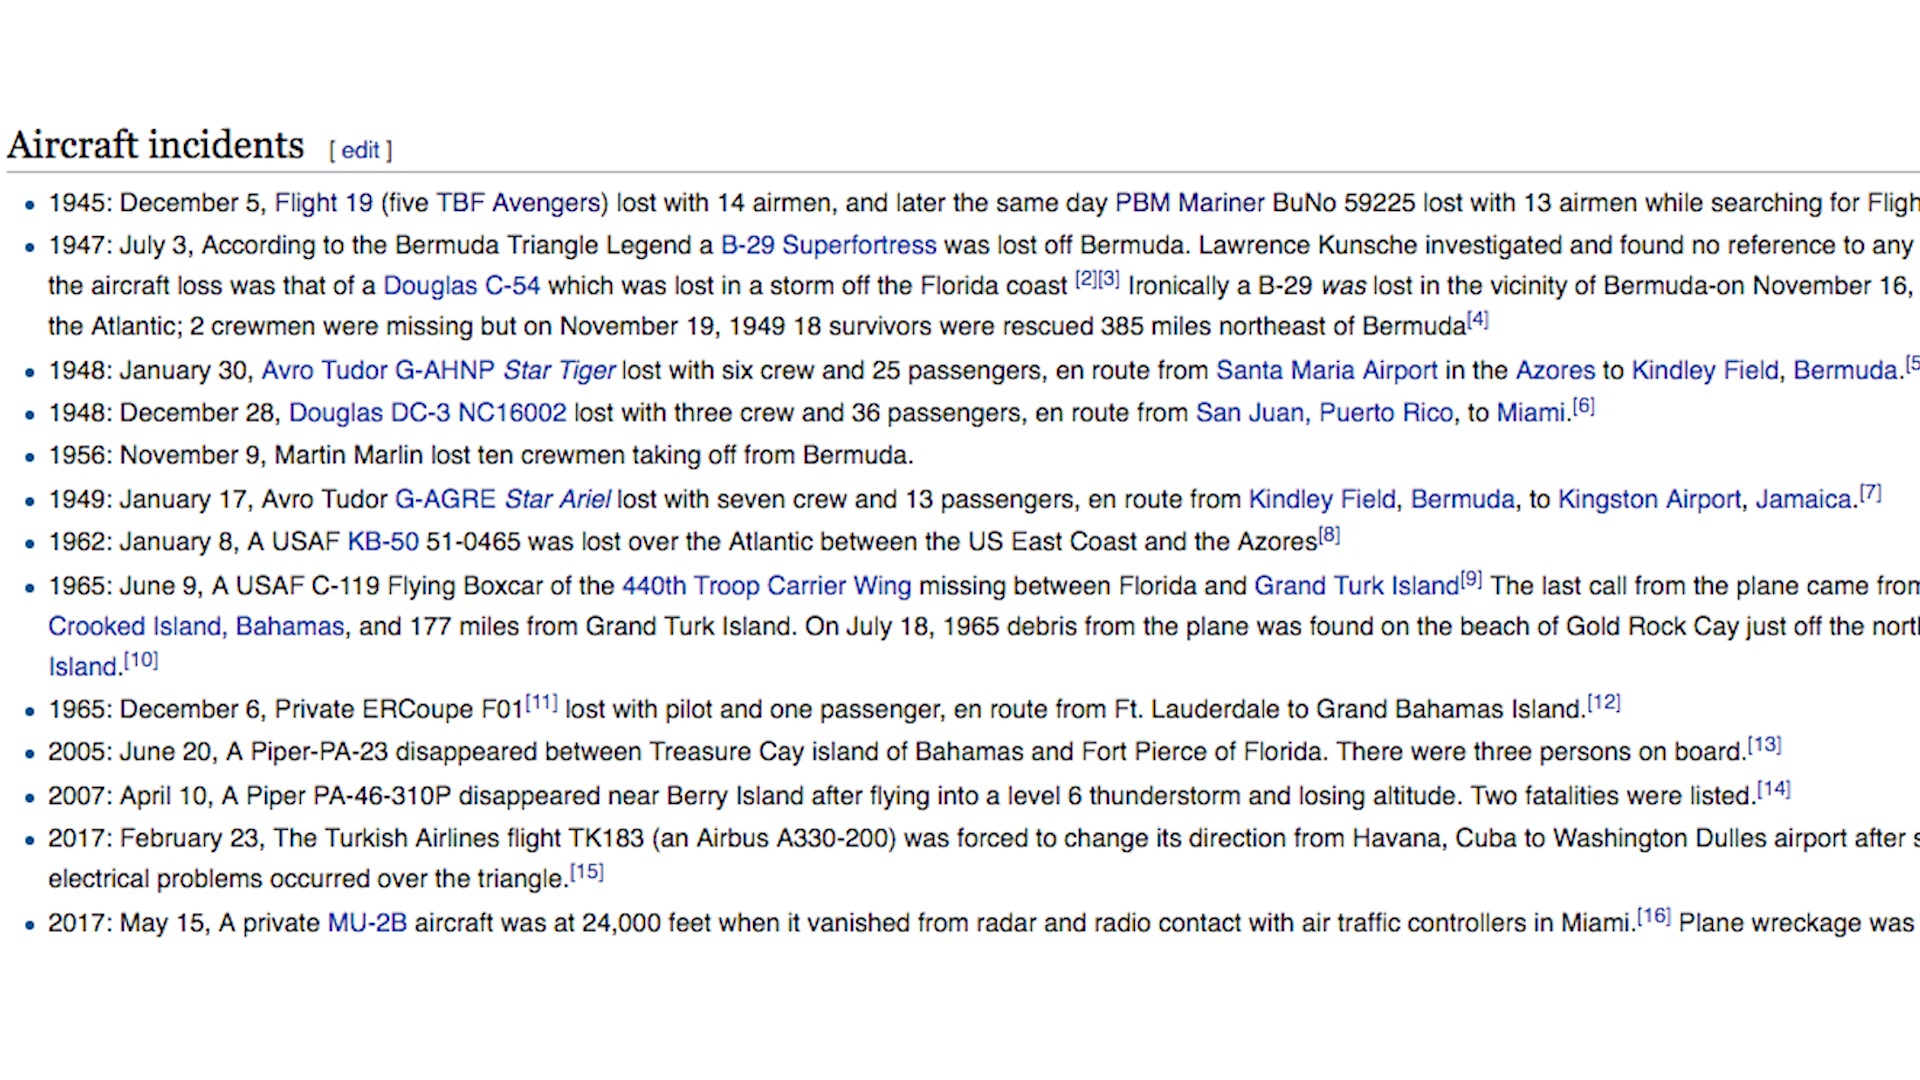 Aircraft incidents [ edit ]
• 1945: December 5, Flight 19 (five TBF Avengers) lost with 14 airmen, and later the same day PBM Mariner BuNo 59225 lost with 13 airmen while searching for Fligh
• 1947: July 3, According to the Bermuda Triangle Legend a B-29 Superfortress was lost off Bermuda. Lawrence Kunsche investigated and found no reference to any
the aircraft loss was that of a Douglas C-54 which was lost in a storm off the Florida coast [2][3] Ironically a B-29 was lost in the vicinity of Bermuda-on November 16,
the Atlantic; 2 crewmen were missing but on November 19, 1949 18 survivors were rescued 385 miles northeast of Bermuda[4]
• 1948: January 30, Avro Tudor G-AHNP Star Tiger lost with six crew and 25 passengers, en route from Santa Maria Airport in the Azores to Kindley Field, Bermuda.[5
• 1948: December 28, Douglas DC-3 NC16002 lost with three crew and 36 passengers, en route from San Juan, Puerto Rico, to Miami.[6]
• 1956: November 9, Martin Marlin lost ten crewmen taking off from Bermuda.
• 1949: January 17, Avro Tudor G-AGRE Star Ariel lost with seven crew and 13 passengers, en route from Kindley Field, Bermuda, to Kingston Airport, Jamaica.[7]
• 1962: January 8, A USAF KB-50 51-0465 was lost over the Atlantic between the US East Coast and the Azores[8]
• 1965: June 9, A USAF C-119 Flying Boxcar of the 440th Troop Carrier Wing missing between Florida and Grand Turk Island[9] The last call from the plane came from
Crooked Island, Bahamas, and 177 miles from Grand Turk Island. On July 18, 1965 debris from the plane was found on the beach of Gold Rock Cay just off the north
Island.[10]
• 1965: December 6, Private ERCoupe F01[11] lost with pilot and one passenger, en route from Ft. Lauderdale to Grand Bahamas Island.[12]
• 2005: June 20, A Piper-PA-23 disappeared between Treasure Cay island of Bahamas and Fort Pierce of Florida. There were three persons on board.[13]
• 2007: April 10, A Piper PA-46-310P disappeared near Berry Island after flying into a level 6 thunderstorm and losing altitude. Two fatalities were listed.[14]
• 2017: February 23, The Turkish Airlines flight TK183 (an Airbus A330-200) was forced to change its direction from Havana, Cuba to Washington Dulles airport after s
electrical problems occurred over the triangle.[15]
• 2017: May 15, A private MU-2B aircraft was at 24,000 feet when it vanished from radar and radio contact with air traffic controllers in Miami.[16] Plane wreckage was